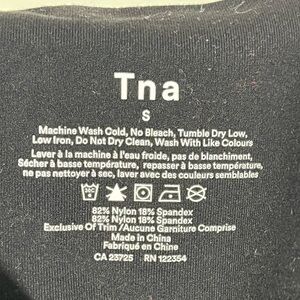 Tna
S
Machine Wash Cold, No Bleach, Tumble Dry Low,
Low Iron, Do Not Dry Clean, Wash With Like Colours
Laver à la machine à l'eau froide, pas de blanchiment,
Sécher à basse température, repasser à basse température,
ne pas nettoyer à sec, laver avec des couleurs semblables
82% Nylon 18% Spandex
82% Nylon 18% Spandex
Exclusive Of Trim /Aucune Garniture Comprise
Made in China
Fabriqué en Chine
CA 23725 RN 122354